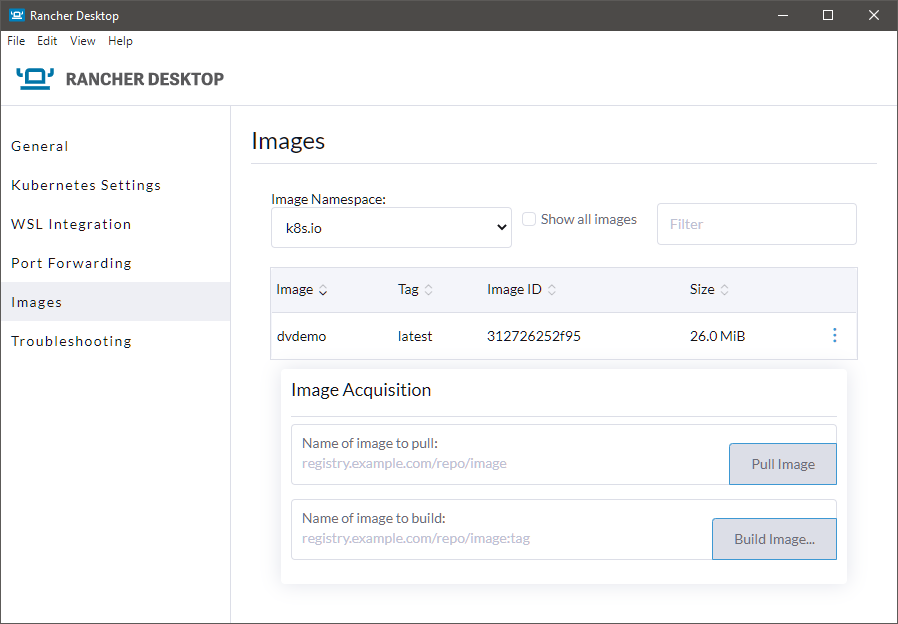 Rancher Desktop
File Edit View Help
RANCHER DESKTOP
General
Kubernetes Settings
WSL Integration
Port Forwarding
Images
Troubleshooting
Images
Image Namespace:
k8s.io
Show all images
Filter
Image Tag Image ID Size
dvdemo latest 312726252f95 26.0 MiB
Image Acquisition
Name of image to pull:
registry.example.com/repo/image
Pull Image
Name of image to build:
registry.example.com/repo/image:tag
Build Image...